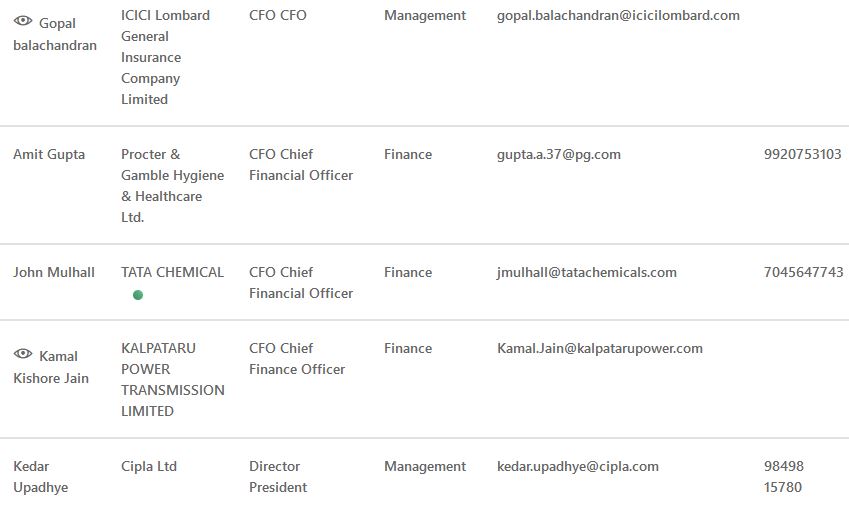 Gopal balachandran
ICICI Lombard General Insurance Company Limited
CFO CFO
Management
gopal.balachandran@icicilombard.com
Amit Gupta
Procter & Gamble Hygiene & Healthcare Ltd.
CFO Chief Financial Officer
Finance
gupta.a.37@pg.com
9920753103
John Mulhall
TATA CHEMICAL
CFO Chief Financial Officer
Finance
jmulhall@tatachemicals.com
7045647743
Kamal Kishore Jain
KALPATARU POWER TRANSMISSION LIMITED
CFO Chief Finance Officer
Finance
Kamal.Jain@kalpatarupower.com
Kedar Upadhye
Cipla Ltd
Director President
Management
kedar.upadhye@cipla.com
98498 15780